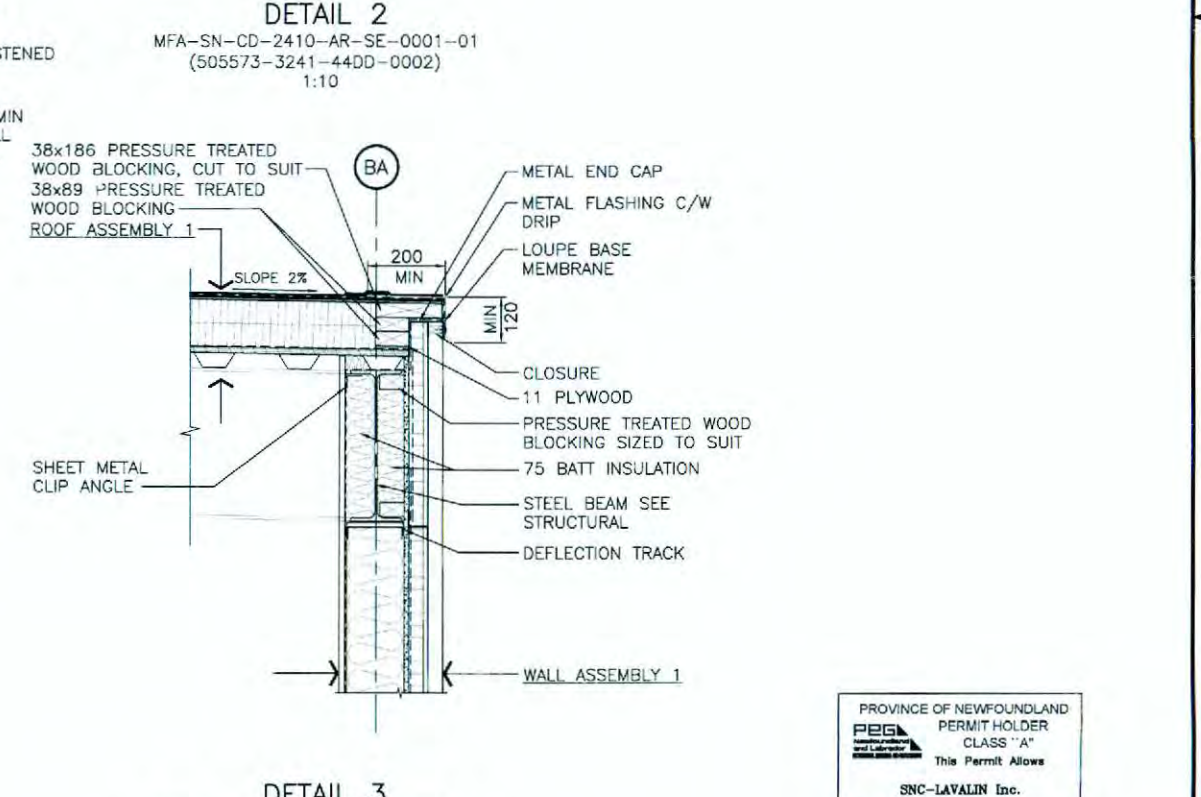 DETAIL 2
MFA-SN-CD-2410-AR-SE-0001-01
(505573-3241-44DD-0002)
1:10
STENED
MIN
38x186 PRESSURE TREATED
WOOD BLOCKING, CUT TO SUIT
38x89 PRESSURE TREATED
WOOD BLOCKING
ROOF ASSEMBLY 1
BA
METAL END CAP
METAL FLASHING C/W
DRIP
LOUPE BASE
MEMBRANE
200
MIN
SLOPE 2%
MIN
120
CLOSURE
11 PLYWOOD
PRESSURE TREATED WOOD
BLOCKING SIZED TO SUIT
75 BATT INSULATION
SHEET METAL
CLIP ANGLE
STEEL BEAM SEE
STRUCTURAL
DEFLECTION TRACK
WALL ASSEMBLY 1
DETAIL 3
PROVINCE OF NEWFOUNDLAND
PEG
Newfoundland
and Labrador
PERMIT HOLDER
CLASS "A"
This Permit Allows
SNC-LAVALIN Inc.